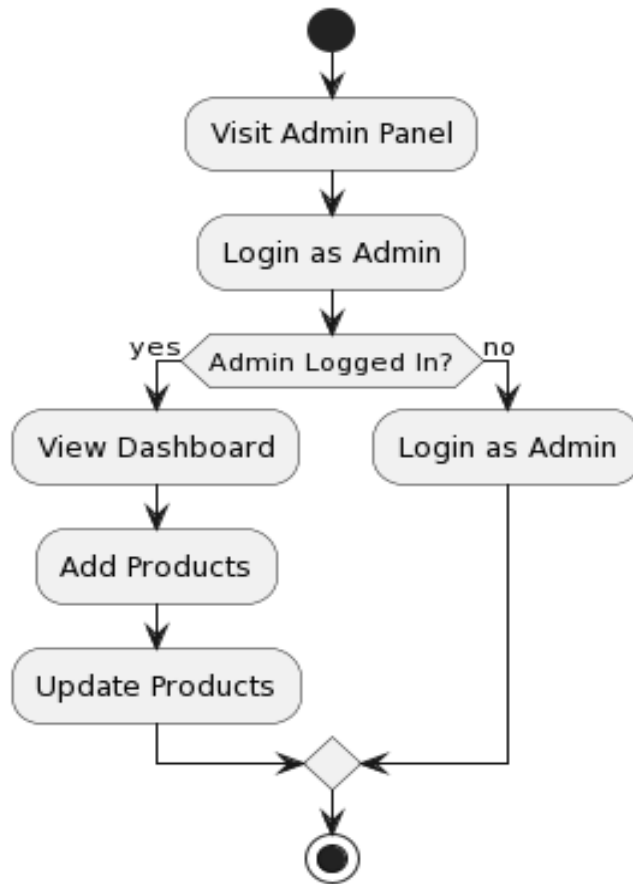 Visit Admin Panel
Login as Admin
yes
Admin Logged In?
no
View Dashboard
Login as Admin
Add Products
Update Products